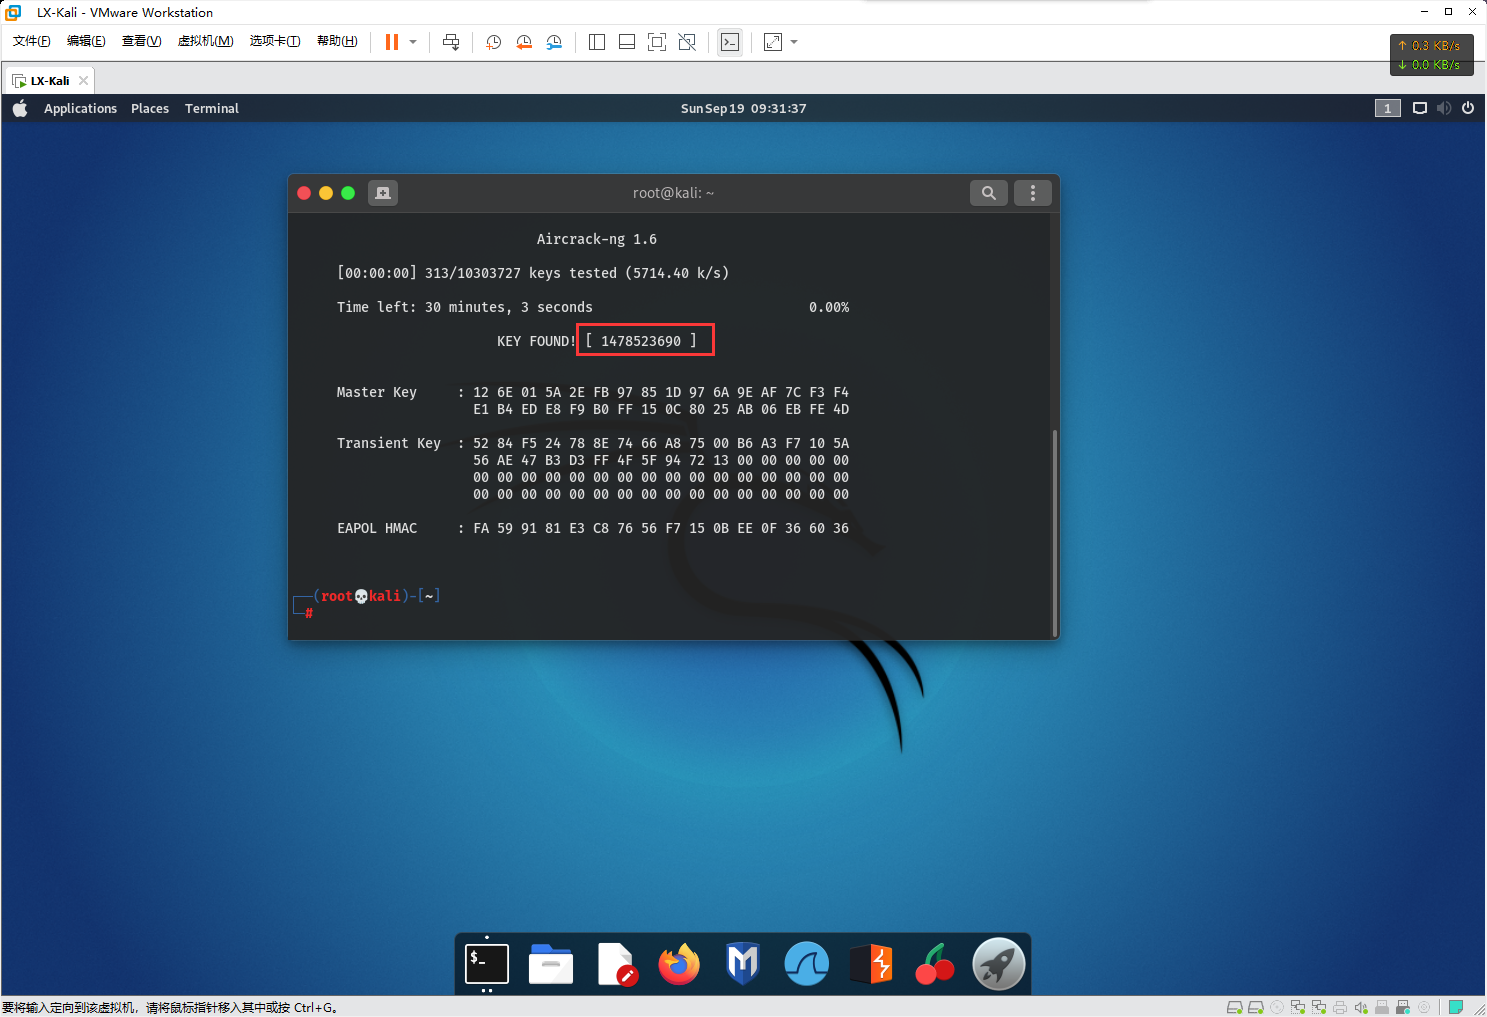 LX-Kali - VMware Workstation
文件(F) 编辑(E) 查看(V) 虚拟机(M) 选项卡(T) 帮助(H)
↑ 0.3 KB/s
↓ 0.0 KB/s
LX-Kali
Applications Places Terminal Sun Sep 19 09:31:37 1
root@kali: ~
Aircrack-ng 1.6
[00:00:00] 313/10303727 keys tested (5714.40 k/s)
Time left: 30 minutes, 3 seconds 0.00%
KEY FOUND! [ 1478523690 ]
Master Key : 12 6E 01 5A 2E FB 97 85 1D 97 6A 9E AF 7C F3 F4
E1 B4 ED E8 F9 B0 FF 15 0C 80 25 AB 06 EB FE 4D
Transient Key : 52 84 F5 24 78 8E 74 66 A8 75 00 B6 A3 F7 10 5A
56 AE 47 B3 D3 FF 4F 5F 94 72 13 00 00 00 00 00
00 00 00 00 00 00 00 00 00 00 00 00 00 00 00 00
00 00 00 00 00 00 00 00 00 00 00 00 00 00 00 00
EAPOL HMAC : FA 59 91 81 E3 C8 76 56 F7 15 0B EE 0F 36 60 36
(root💀kali)-[~]
#
$_
要将输入定向到该虚拟机，请将鼠标指针移入其中或按 Ctrl+G。